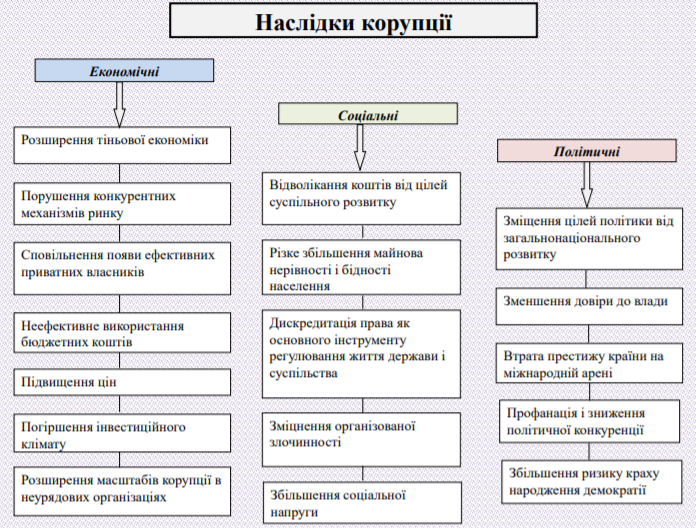 Наслідки корупції
Економічні
Розширення тіньової економіки
Порушення конкурентних
механізмів ринку
Сповільнення появи ефективних
приватних власників
Неефективне використання
бюджетних коштів
Підвищення цін
Погіршення інвестиційного
клімату
Розширення масштабів корупції в
неурядових організаціях
Соціальні
Відволікання коштів від цілей
суспільного розвитку
Різке збільшення майнова
нерівності і бідності
населення
Дискредитація права як
основного інструменту
регулювання життя держави і
суспільства
Зміцнення організованої
злочинності
Збільшення соціальної
напруги
Політичні
Зміщення цілей політики від
загальнонаціонального
розвитку
Зменшення довіри до влади
Втрата престижу країни на
міжнародній арені
Профанація і зниження
політичної конкуренції
Збільшення ризику краху
народження демократії